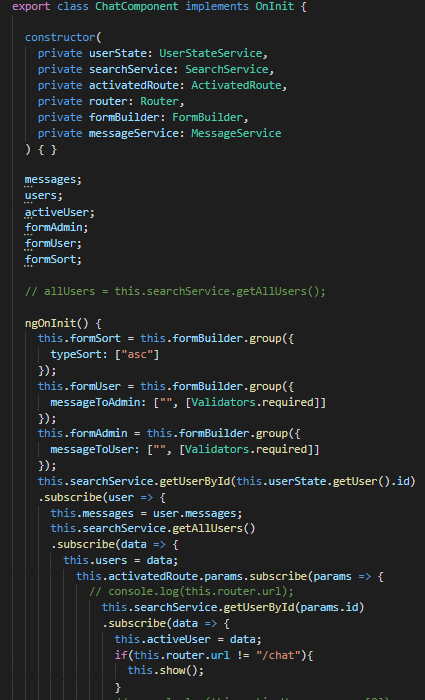 export class ChatComponent implements OnInit {
constructor(
private userState: UserStateService,
private searchService: SearchService,
private activatedRoute: ActivatedRoute,
private router: Router,
private formBuilder: FormBuilder,
private messageService: MessageService
) { }
messages;
users;
activeUser;
formAdmin;
formUser;
formSort;
// allUsers = this.searchService.getAllUsers();
ngOnInit() {
this.formSort = this.formBuilder.group({
typeSort: ["asc"]
});
this.formUser = this.formBuilder.group({
messageToAdmin: ["", [Validators.required]]
});
this.formAdmin = this.formBuilder.group({
messageToUser: ["", [Validators.required]]
});
this.searchService.getUserById(this.userState.getUser().id)
.subscribe(user => {
this.messages = user.messages;
this.searchService.getAllUsers()
.subscribe(data => {
this.users = data;
this.activatedRoute.params.subscribe(params => {
// console.log(this.router.url);
this.searchService.getUserById(params.id)
.subscribe(data => {
this.activeUser = data;
if(this.router.url != "/chat"){
this.show();
}